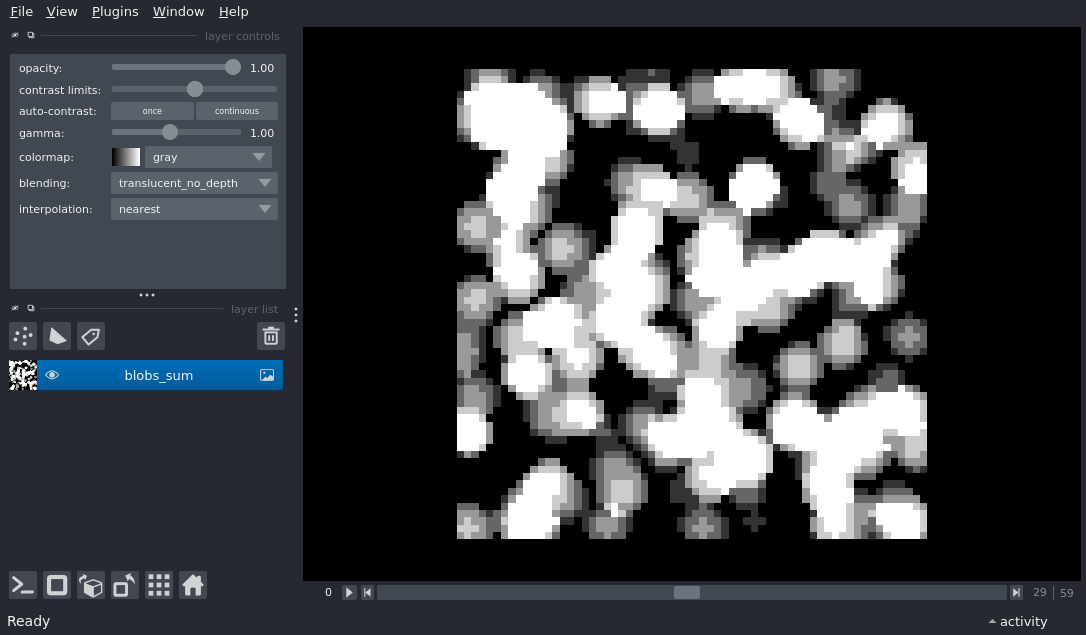 File View Plugins Window Help
layer controls
opacity: 1.00
contrast limits:
auto-contrast: once continuous
gamma: 1.00
colormap: gray
blending: translucent_no_depth
interpolation: nearest
layer list
blobs_sum
0 29 59
Ready activity